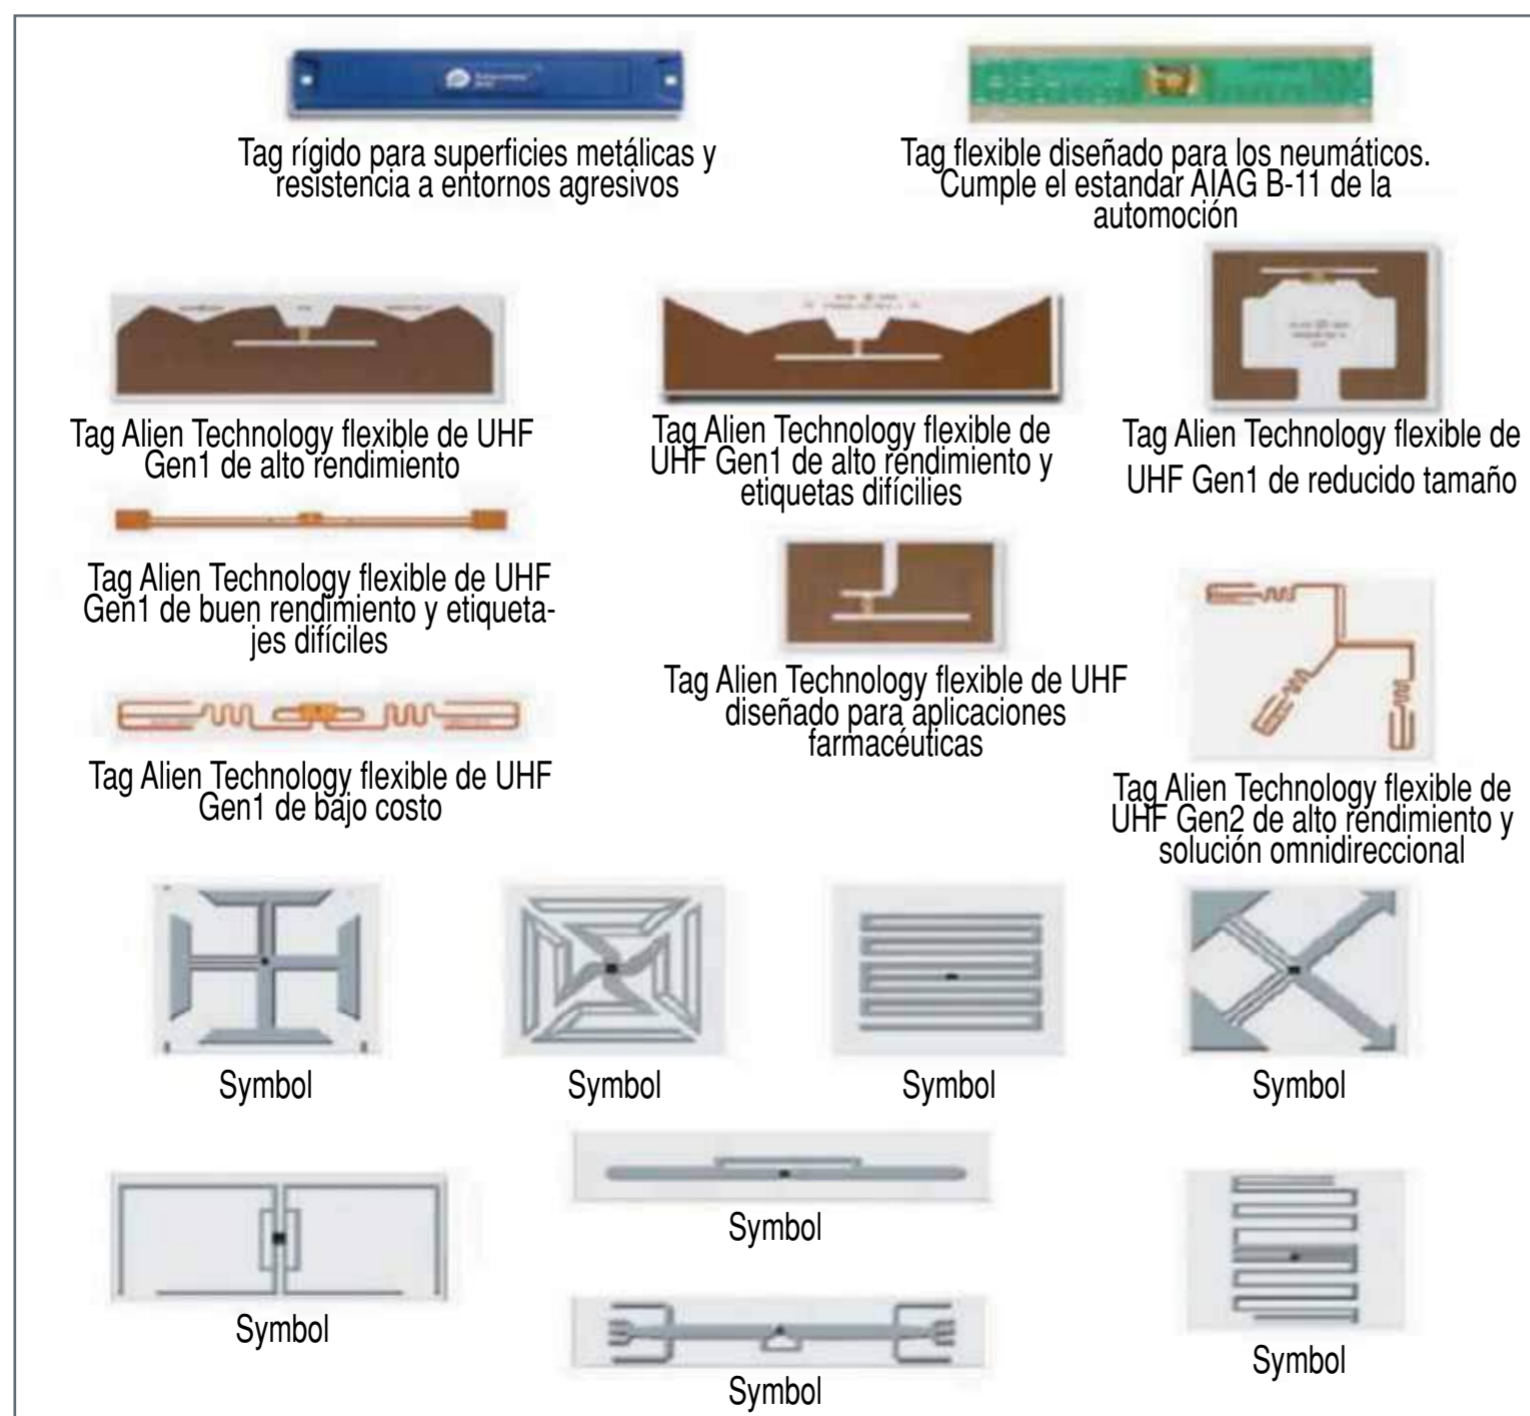 Tag rígido para superficies metálicas y
resistencia a entornos agresivos
Tag flexible diseñado para los neumáticos.
Cumple el estandar AIAG B-11 de la
automoción
Tag Alien Technology flexible de UHF
Gen1 de alto rendimiento
Tag Alien Technology flexible de
UHF Gen1 de alto rendimiento y
etiquetas difícilies
Tag Alien Technology flexible de
UHF Gen1 de reducido tamaño
Tag Alien Technology flexible de UHF
Gen1 de buen rendimiento y etiqueta-
jes difíciles
Tag Alien Technology flexible de UHF
diseñado para aplicaciones
farmacéuticas
Tag Alien Technology flexible de UHF
Gen1 de bajo costo
Tag Alien Technology flexible de
UHF Gen2 de alto rendimiento y
solución omnidireccional
Symbol
Symbol
Symbol
Symbol
Symbol
Symbol
Symbol
Symbol